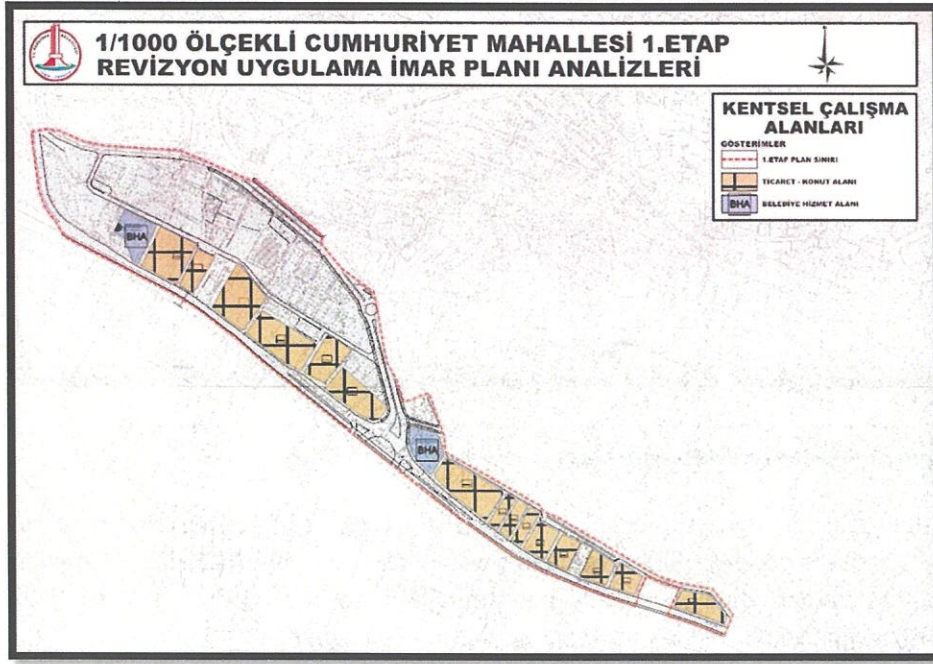 1/1000 ÖLÇEKLİ CUMHURİYET MAHALLESİ 1.ETAP
REVİZYON UYGULAMA İMAR PLANI ANALİZLERİ
KENTSEL ÇALIŞMA
ALANLARI
GÖSTERİMLER
1.ETAP PLAN SINIRI
TİCARET - KONUT ALANI
BHA BELEDİYE HİZMET ALANI
BHA
BHA